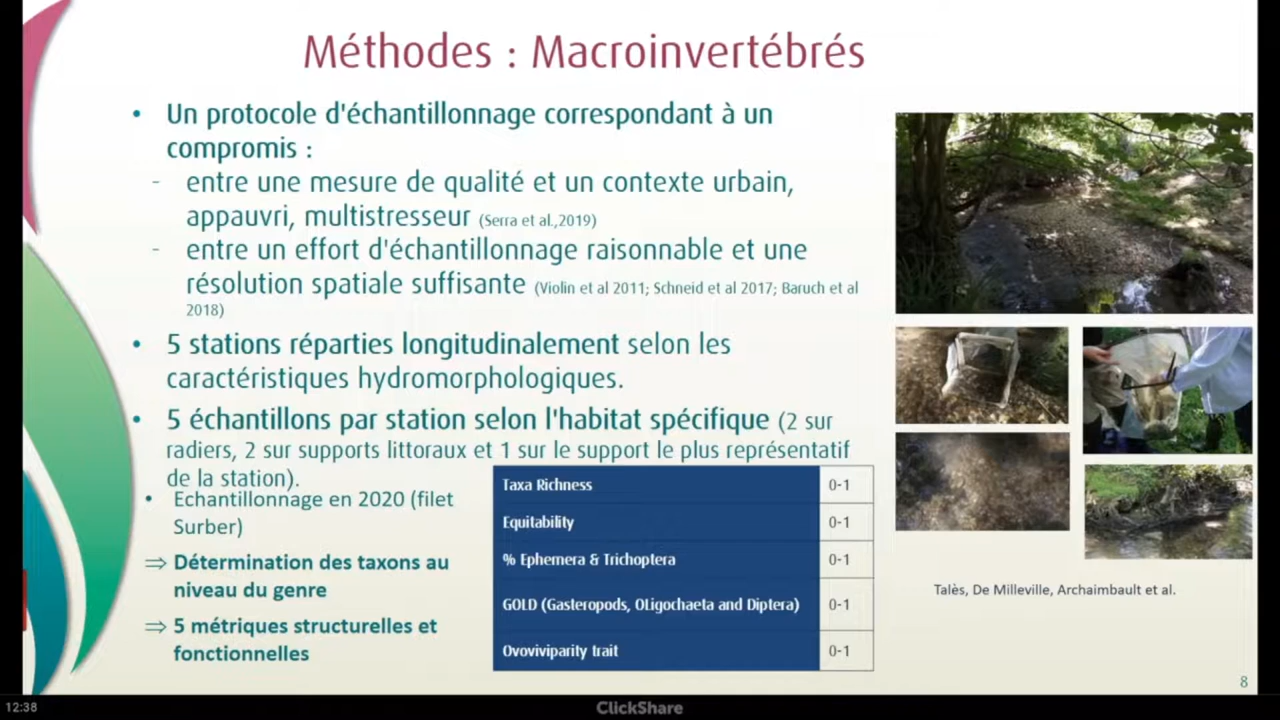 Méthodes : Macroinvertébrés
• Un protocole d'échantillonnage correspondant à un
compromis :
- entre une mesure de qualité et un contexte urbain,
appauvri, multistresseur (Serra et al.,2019)
- entre un effort d'échantillonnage raisonnable et une
résolution spatiale suffisante (Violin et al 2011; Schneid et al 2017; Baruch et al
2018)
• 5 stations réparties longitudinalement selon les
caractéristiques hydromorphologiques.
• 5 échantillons par station selon l'habitat spécifique (2 sur
radiers, 2 sur supports littoraux et 1 sur le support le plus représentatif
de la station).
• Echantillonnage en 2020 (filet
Surber)
⇒ Détermination des taxons au
niveau du genre
⇒ 5 métriques structurelles et
fonctionnelles
Taxa Richness 0-1
Equitability 0-1
% Ephemera & Trichoptera 0-1
GOLD (Gasteropods, OLigochaeta and Diptera) 0-1
Ovoviviparity trait 0-1
Talès, De Milleville, Archaimbault et al.
8
12:38
ClickShare